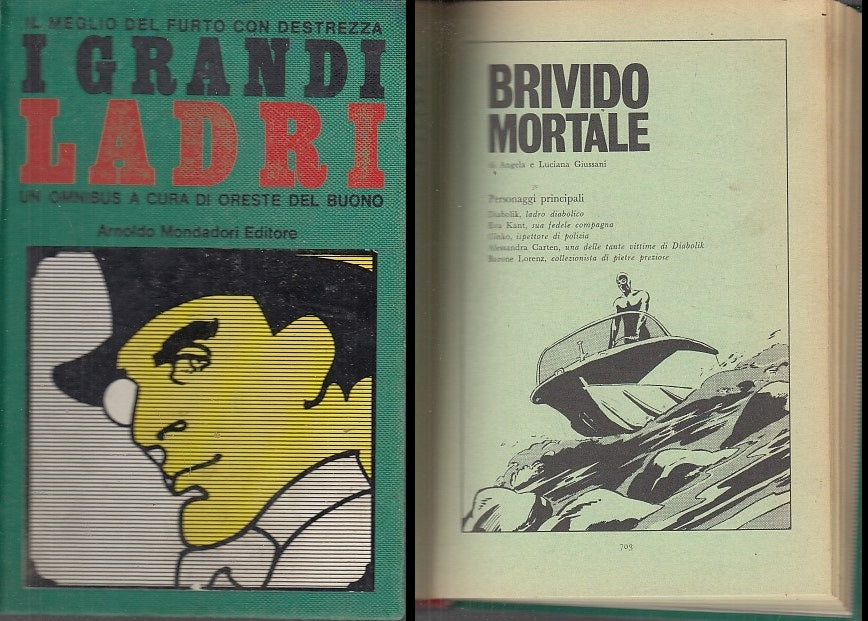 IL MEGLIO DEL FURTO CON DESTREZZA
I GRANDI
LADRI
UN OMNIBUS A CURA DI ORESTE DEL BUONO
Arnoldo Mondadori Editore
BRIVIDO
MORTALE
di Angela e Luciana Giussani
Personaggi principali
Diabolik, ladro diabolico
Eva Kant, sua fedele compagna
Ginko, ispettore di polizia
Alessandra Carten, una delle tante vittime di Diabolik
Barone Lorenz, collezionista di pietre preziose
709